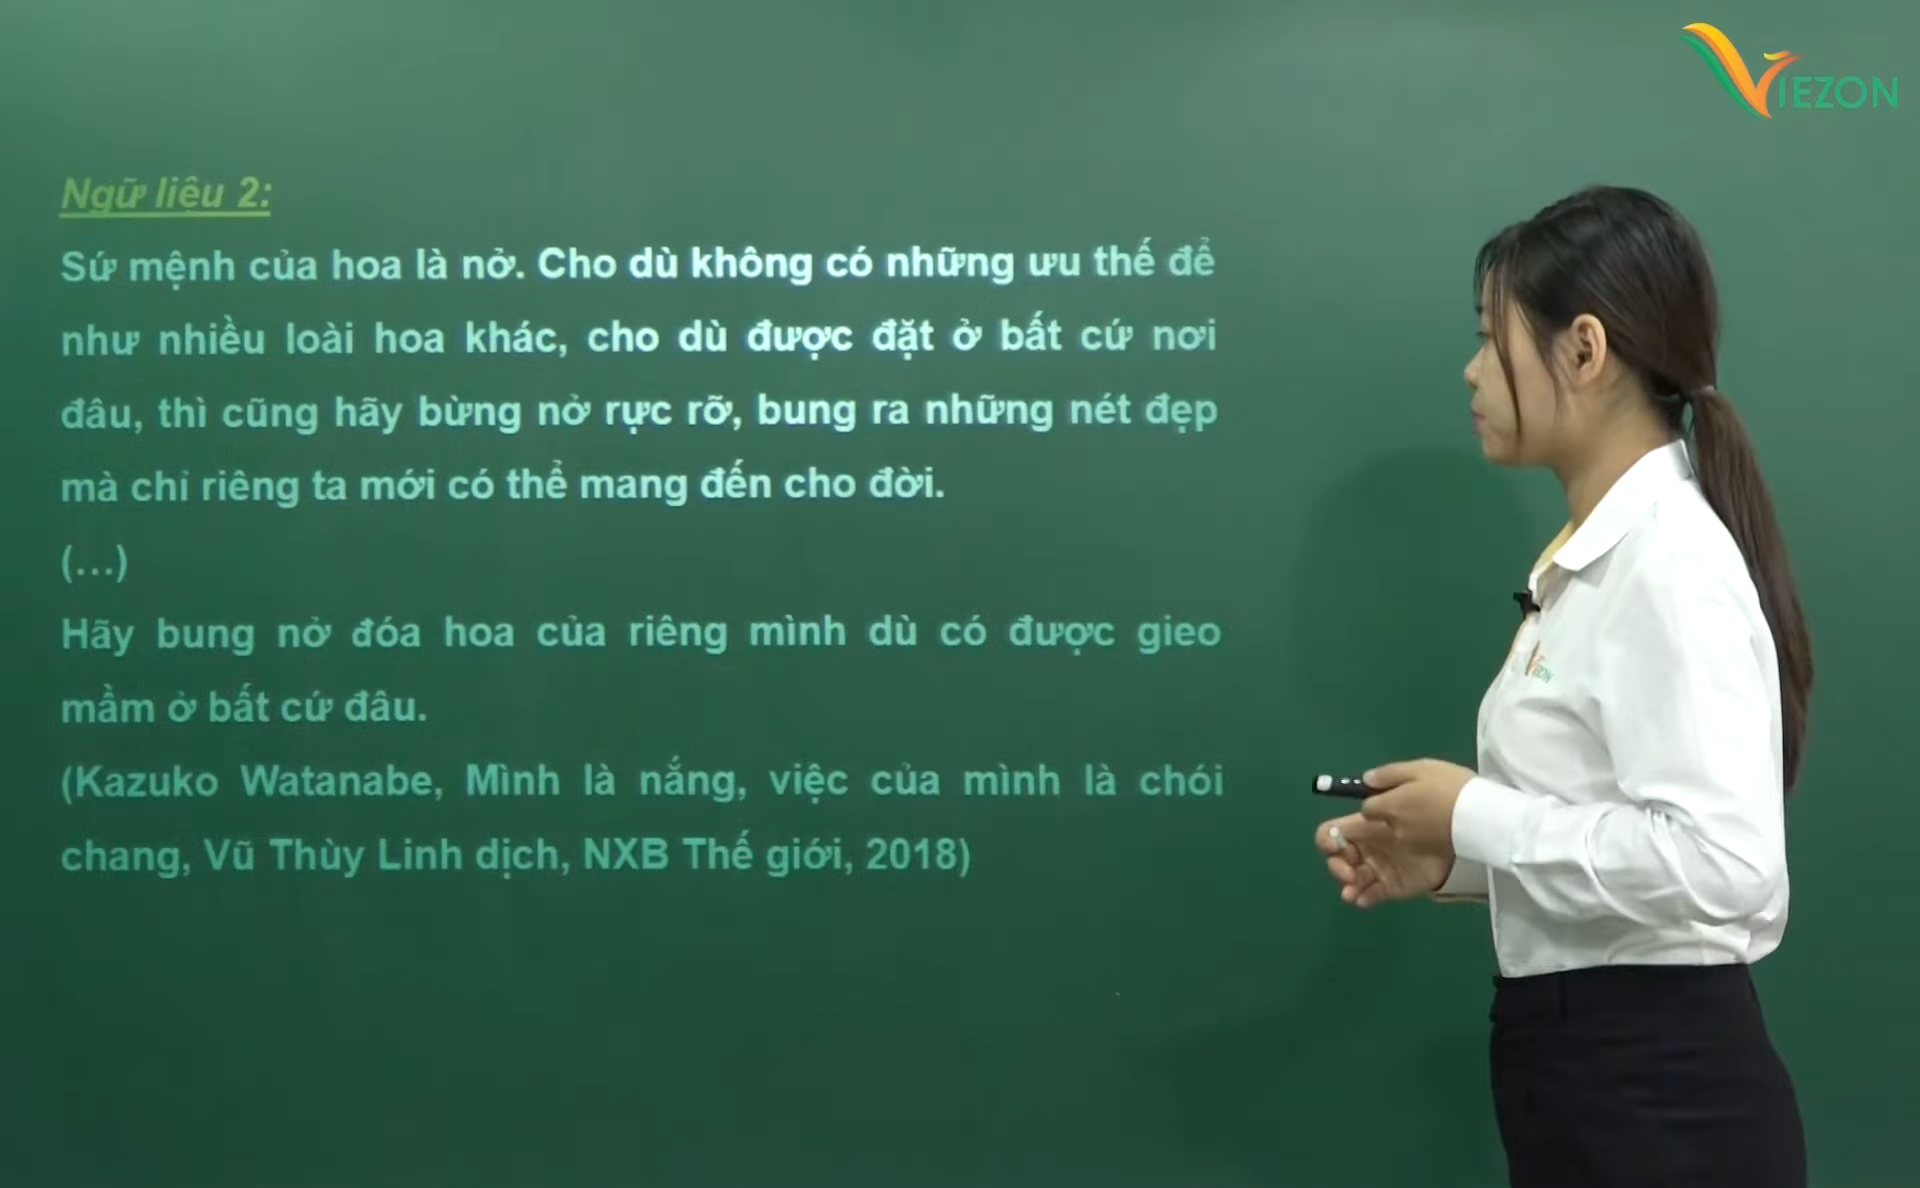 VIEZON
Ngữ liệu 2:
Sứ mệnh của hoa là nở. Cho dù không có những ưu thế để
như nhiều loài hoa khác, cho dù được đặt ở bất cứ nơi
đâu, thì cũng hãy bừng nở rực rỡ, bung ra những nét đẹp
mà chỉ riêng ta mới có thể mang đến cho đời.
(...)
Hãy bung nở đóa hoa của riêng mình dù có được gieo
mầm ở bất cứ đâu.
(Kazuko Watanabe, Mình là nắng, việc của mình là chói
chang, Vũ Thùy Linh dịch, NXB Thế giới, 2018)